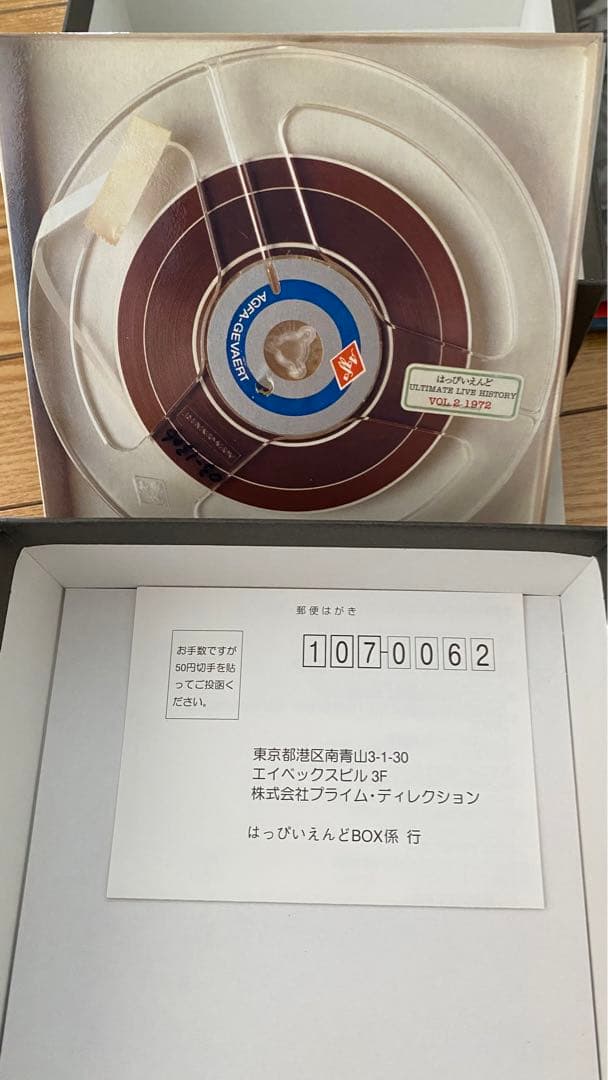 AGFA-GEVAERT
Agfa
はっぴいえんど
ULTIMATE LIVE HISTORY
VOL.2 1972
郵便はがき
お手数ですが
50円切手を貼
ってご投函く
ださい。
107-0062
東京都港区南青山3-1-30
エイベックスビル 3F
株式会社プライム・ディレクション
はっぴいえんどBOX係 行